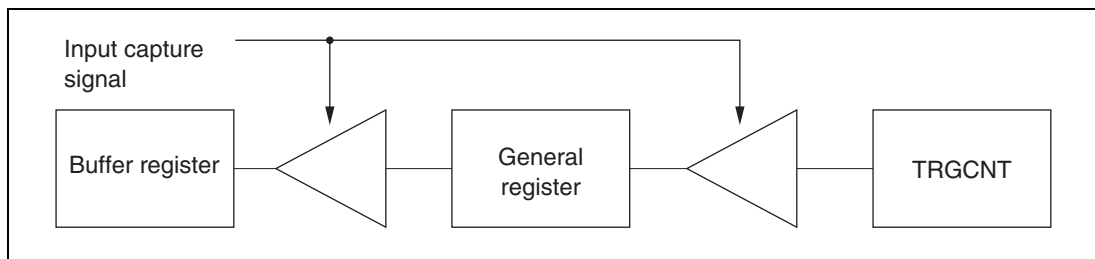 Input capture
signal
Buffer register
General
register
TRGCNT